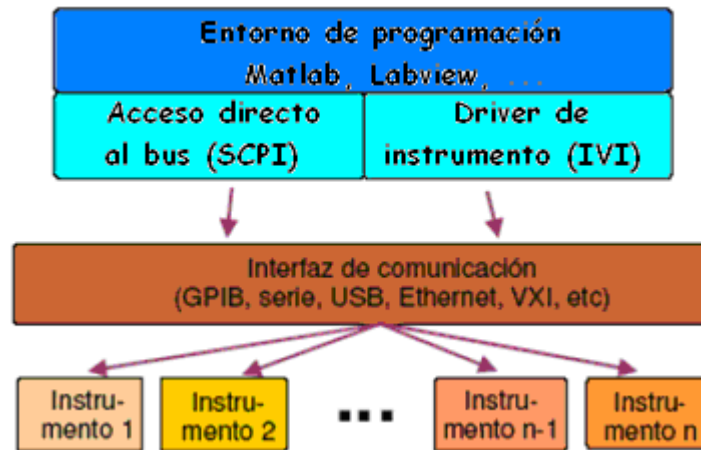 Entorno de programación
Matlab, Labview, ...
Acceso directo
al bus (SCPI)
Driver de
instrumento (IVI)
Interfaz de comunicación
(GPIB, serie, USB, Ethernet, VXI, etc)
Instru-
mento 1
Instru-
mento 2
...
Instru-
mento n-1
Instru-
mento n